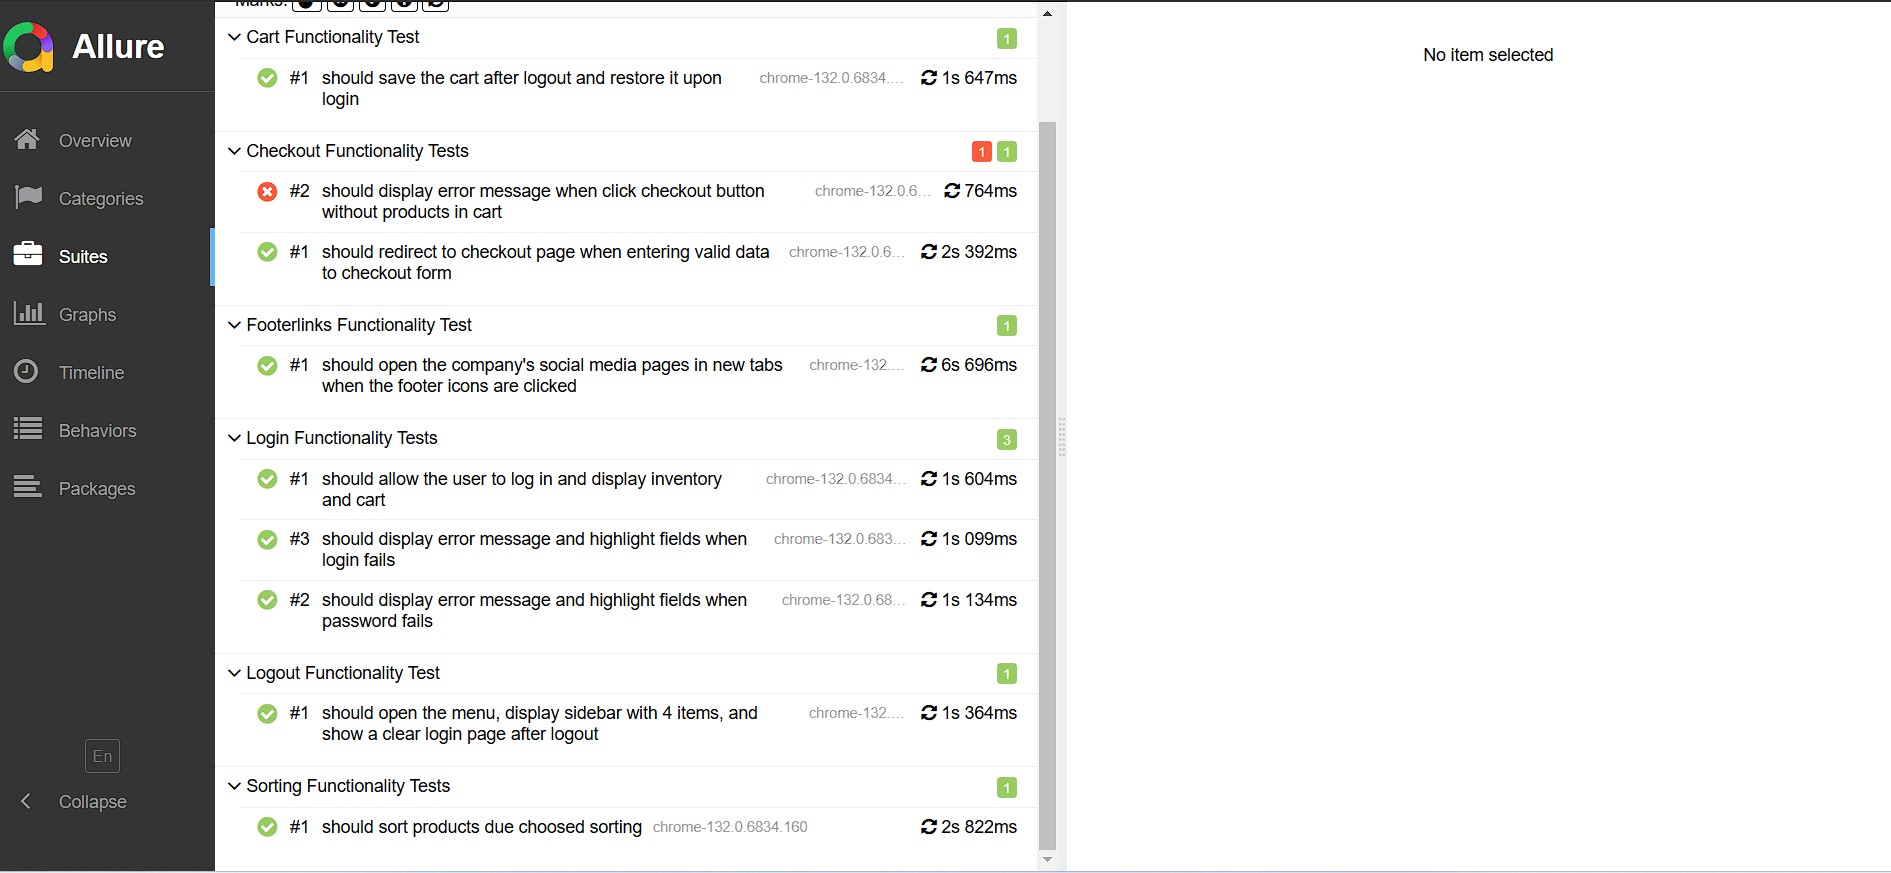 Allure
Overview
Categories
Suites
Graphs
Timeline
Behaviors
Packages
En
Collapse
Marks:
Cart Functionality Test 1
#1 should save the cart after logout and restore it upon chrome-132.0.6834.... 1s 647ms
login
Checkout Functionality Tests 1 1
#2 should display error message when click checkout button chrome-132.0.6... 764ms
without products in cart
#1 should redirect to checkout page when entering valid data chrome-132.0.6... 2s 392ms
to checkout form
Footerlinks Functionality Test 1
#1 should open the company's social media pages in new tabs chrome-132.... 6s 696ms
when the footer icons are clicked
Login Functionality Tests 3
#1 should allow the user to log in and display inventory chrome-132.0.6834... 1s 604ms
and cart
#3 should display error message and highlight fields when chrome-132.0.683... 1s 099ms
login fails
#2 should display error message and highlight fields when chrome-132.0.68... 1s 134ms
password fails
Logout Functionality Test 1
#1 should open the menu, display sidebar with 4 items, and chrome-132.... 1s 364ms
show a clear login page after logout
Sorting Functionality Tests 1
#1 should sort products due choosed sorting chrome-132.0.6834.160 2s 822ms
No item selected